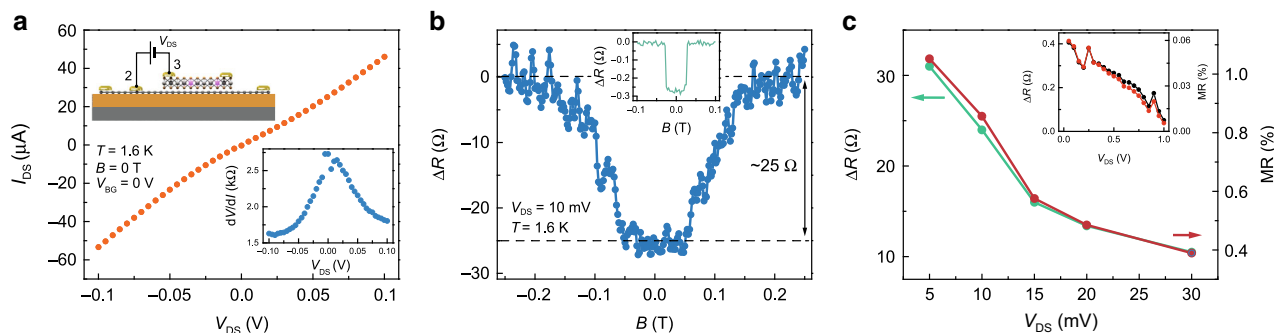 a
60
40
20
0
−20
−40
−60
I_DS (µA)
−0.1
−0.05
0.0
0.05
0.1
V_DS (V)
V_DS
2
3
T = 1.6 K
B = 0 T
V_BG = 0 V
2.5
2.0
1.5
dV/dI (kΩ)
−0.10
−0.05
0.00
0.05
0.10
V_DS (V)
b
5
0
−10
−20
−30
ΔR (Ω)
−0.2
0.0
0.2
B (T)
0.0
−0.1
−0.2
−0.3
ΔR (Ω)
−0.1
0.0
0.1
B (T)
~25 Ω
V_DS = 10 mV
T = 1.6 K
c
30
20
10
ΔR (Ω)
5
10
15
20
25
30
V_DS (mV)
1.0
0.8
0.6
0.4
MR (%)
0.4
0.2
0.0
ΔR (Ω)
0.0
0.5
1.0
V_DS (V)
0.06
0.03
0.00
MR (%)